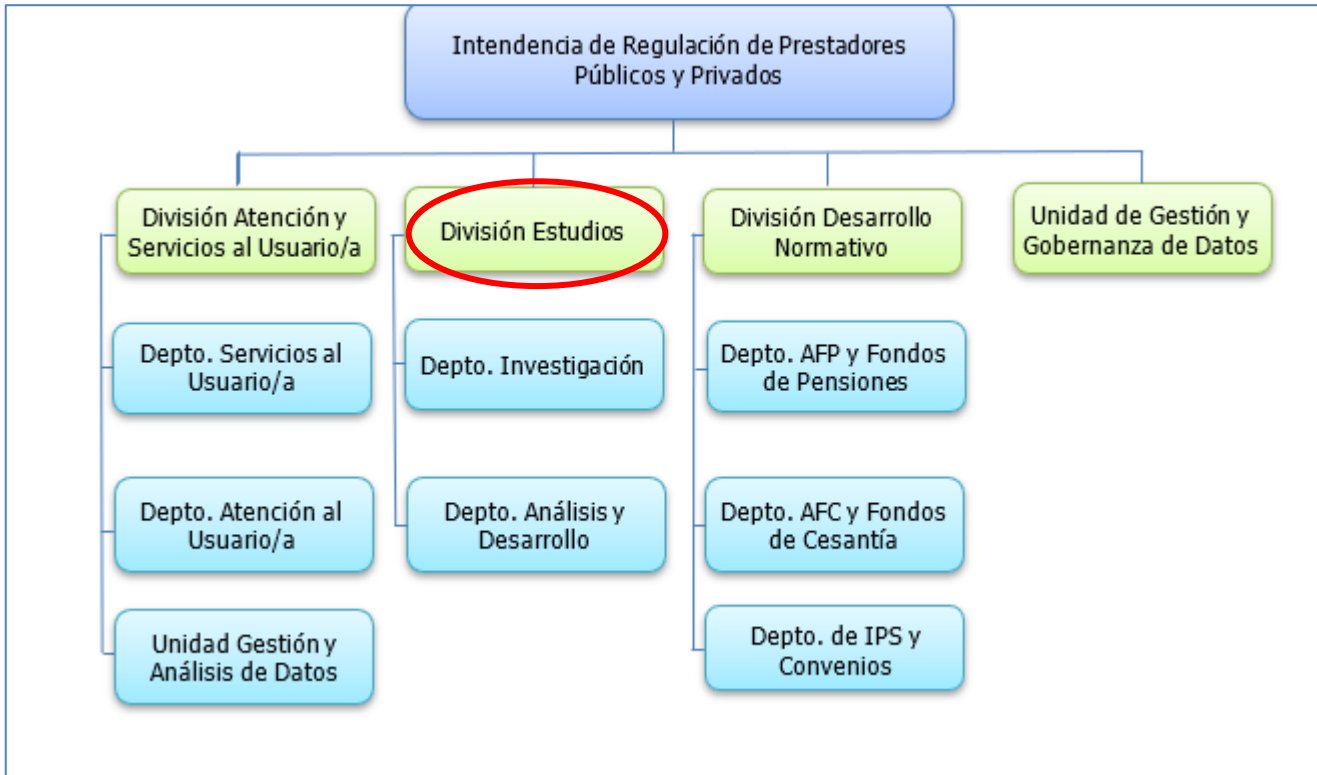 Intendencia de Regulación de Prestadores
Públicos y Privados
División Atención y
Servicios al Usuario/a
División Estudios
División Desarrollo
Normativo
Unidad de Gestión y
Gobernanza de Datos
Depto. Servicios al
Usuario/a
Depto. Investigación
Depto. AFP y Fondos
de Pensiones
Depto. Atención al
Usuario/a
Depto. Análisis y
Desarrollo
Depto. AFC y Fondos
de Cesantía
Unidad Gestión y
Análisis de Datos
Depto. de IPS y
Convenios